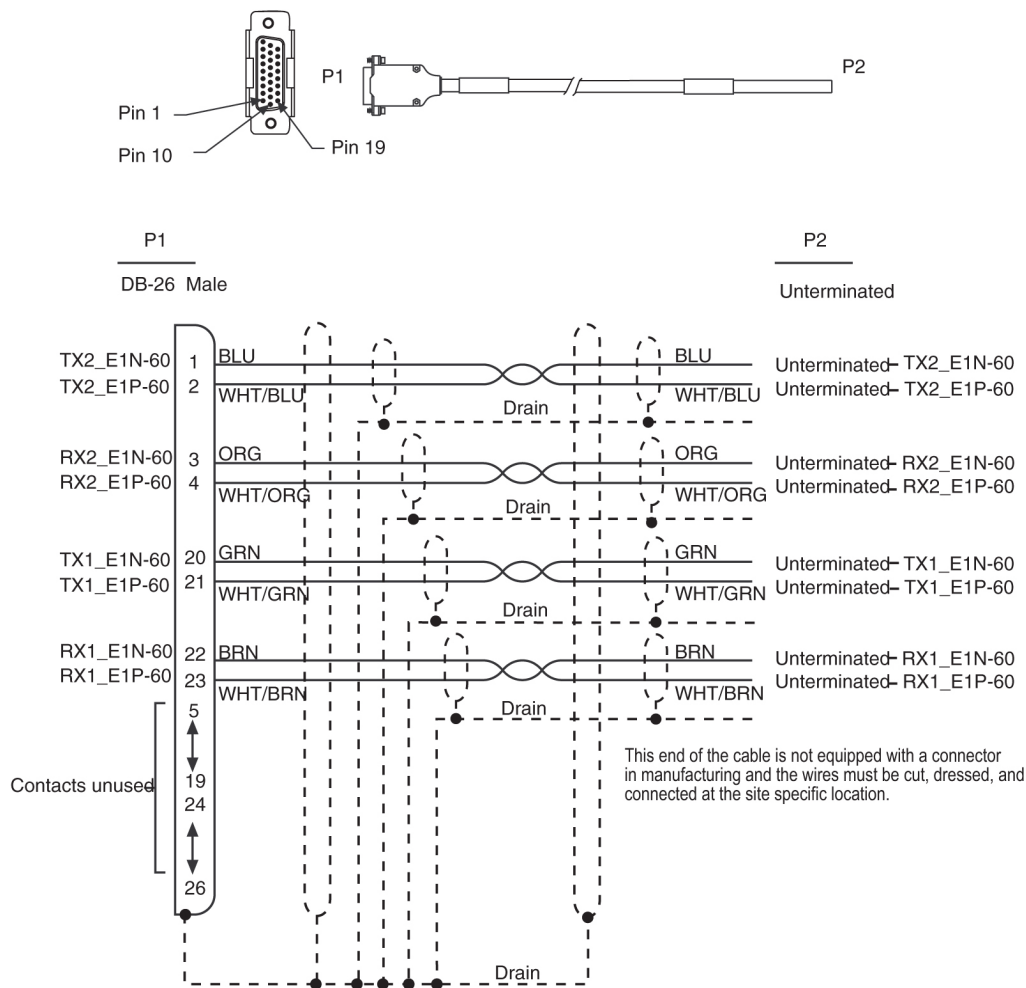 P1
P2
Pin 1
Pin 10
Pin 19
P1
P2
DB-26 Male
Unterminated
TX2_E1N-60 1 BLU BLU Unterminated TX2_E1N-60
TX2_E1P-60 2 WHT/BLU WHT/BLU Unterminated TX2_E1P-60
Drain
RX2_E1N-60 3 ORG ORG Unterminated RX2_E1N-60
RX2_E1P-60 4 WHT/ORG WHT/ORG Unterminated RX2_E1P-60
Drain
TX1_E1N-60 20 GRN GRN Unterminated TX1_E1N-60
TX1_E1P-60 21 WHT/GRN WHT/GRN Unterminated TX1_E1P-60
Drain
RX1_E1N-60 22 BRN BRN Unterminated RX1_E1N-60
RX1_E1P-60 23 WHT/BRN WHT/BRN Unterminated RX1_E1P-60
Drain
5
Contacts unused
19
24
26
This end of the cable is not equipped with a connector
in manufacturing and the wires must be cut, dressed, and
connected at the site specific location.
Drain